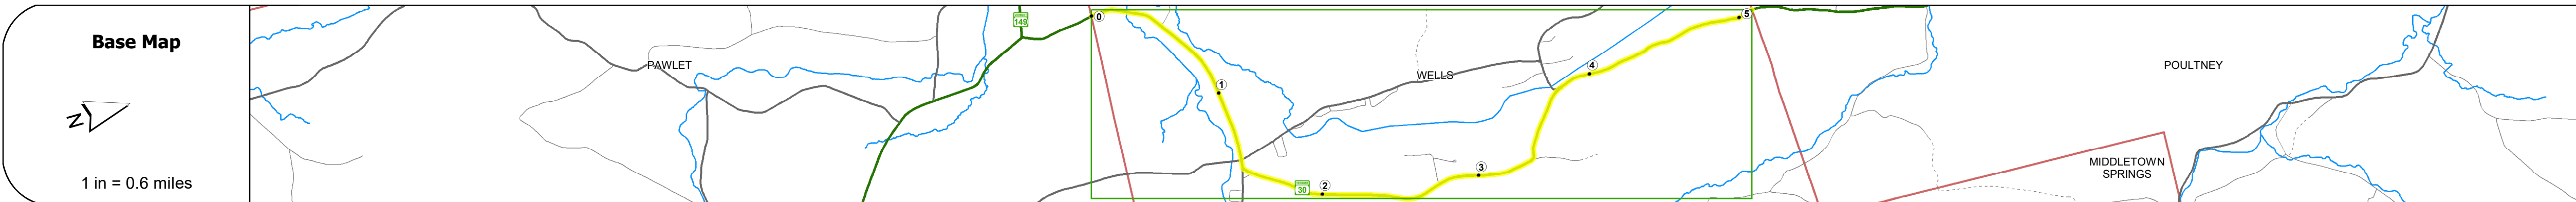 Base Map
N
1 in = 0.6 miles
PAWLET
149
0
1
30
2
WELLS
3
4
5
POULTNEY
MIDDLETOWN
SPRINGS